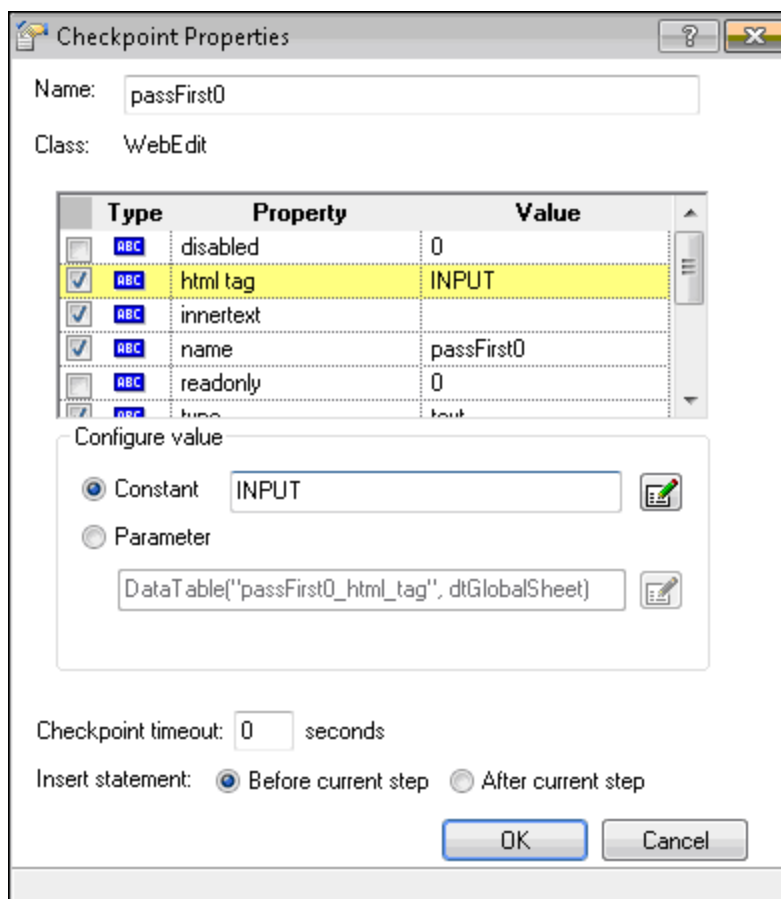 Checkpoint Properties
Name: passFirst0
Class: WebEdit
Type Property Value
ABC disabled 0
ABC html tag INPUT
ABC innertext
ABC name passFirst0
ABC readonly 0
Configure value
Constant INPUT
Parameter
DataTable("passFirst0_html_tag", dtGlobalSheet)
Checkpoint timeout: 0 seconds
Insert statement: Before current step After current step
OK Cancel